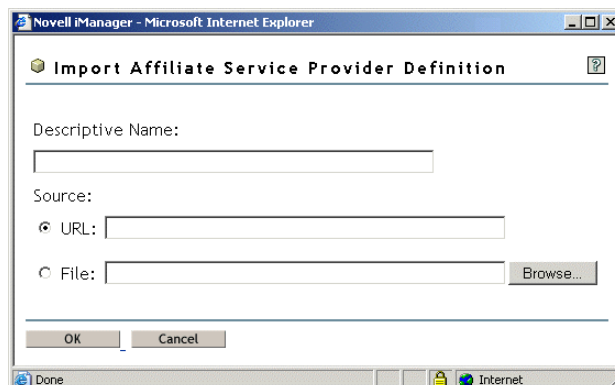 Novell iManager - Microsoft Internet Explorer
Import Affiliate Service Provider Definition
?
Descriptive Name:
Source:
URL:
File: Browse...
OK Cancel
Done Internet